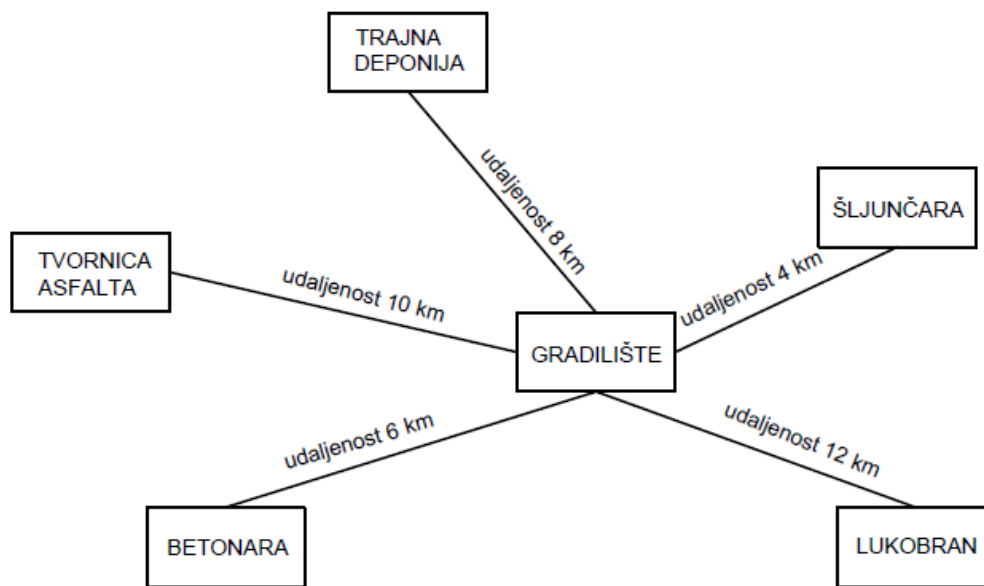 TRAJNA
DEPONIJA
udaljenost 8 km
ŠLJUNČARA
udaljenost 4 km
TVORNICA
ASFALTA
udaljenost 10 km
GRADILIŠTE
udaljenost 6 km
udaljenost 12 km
BETONARA
LUKOBRAN